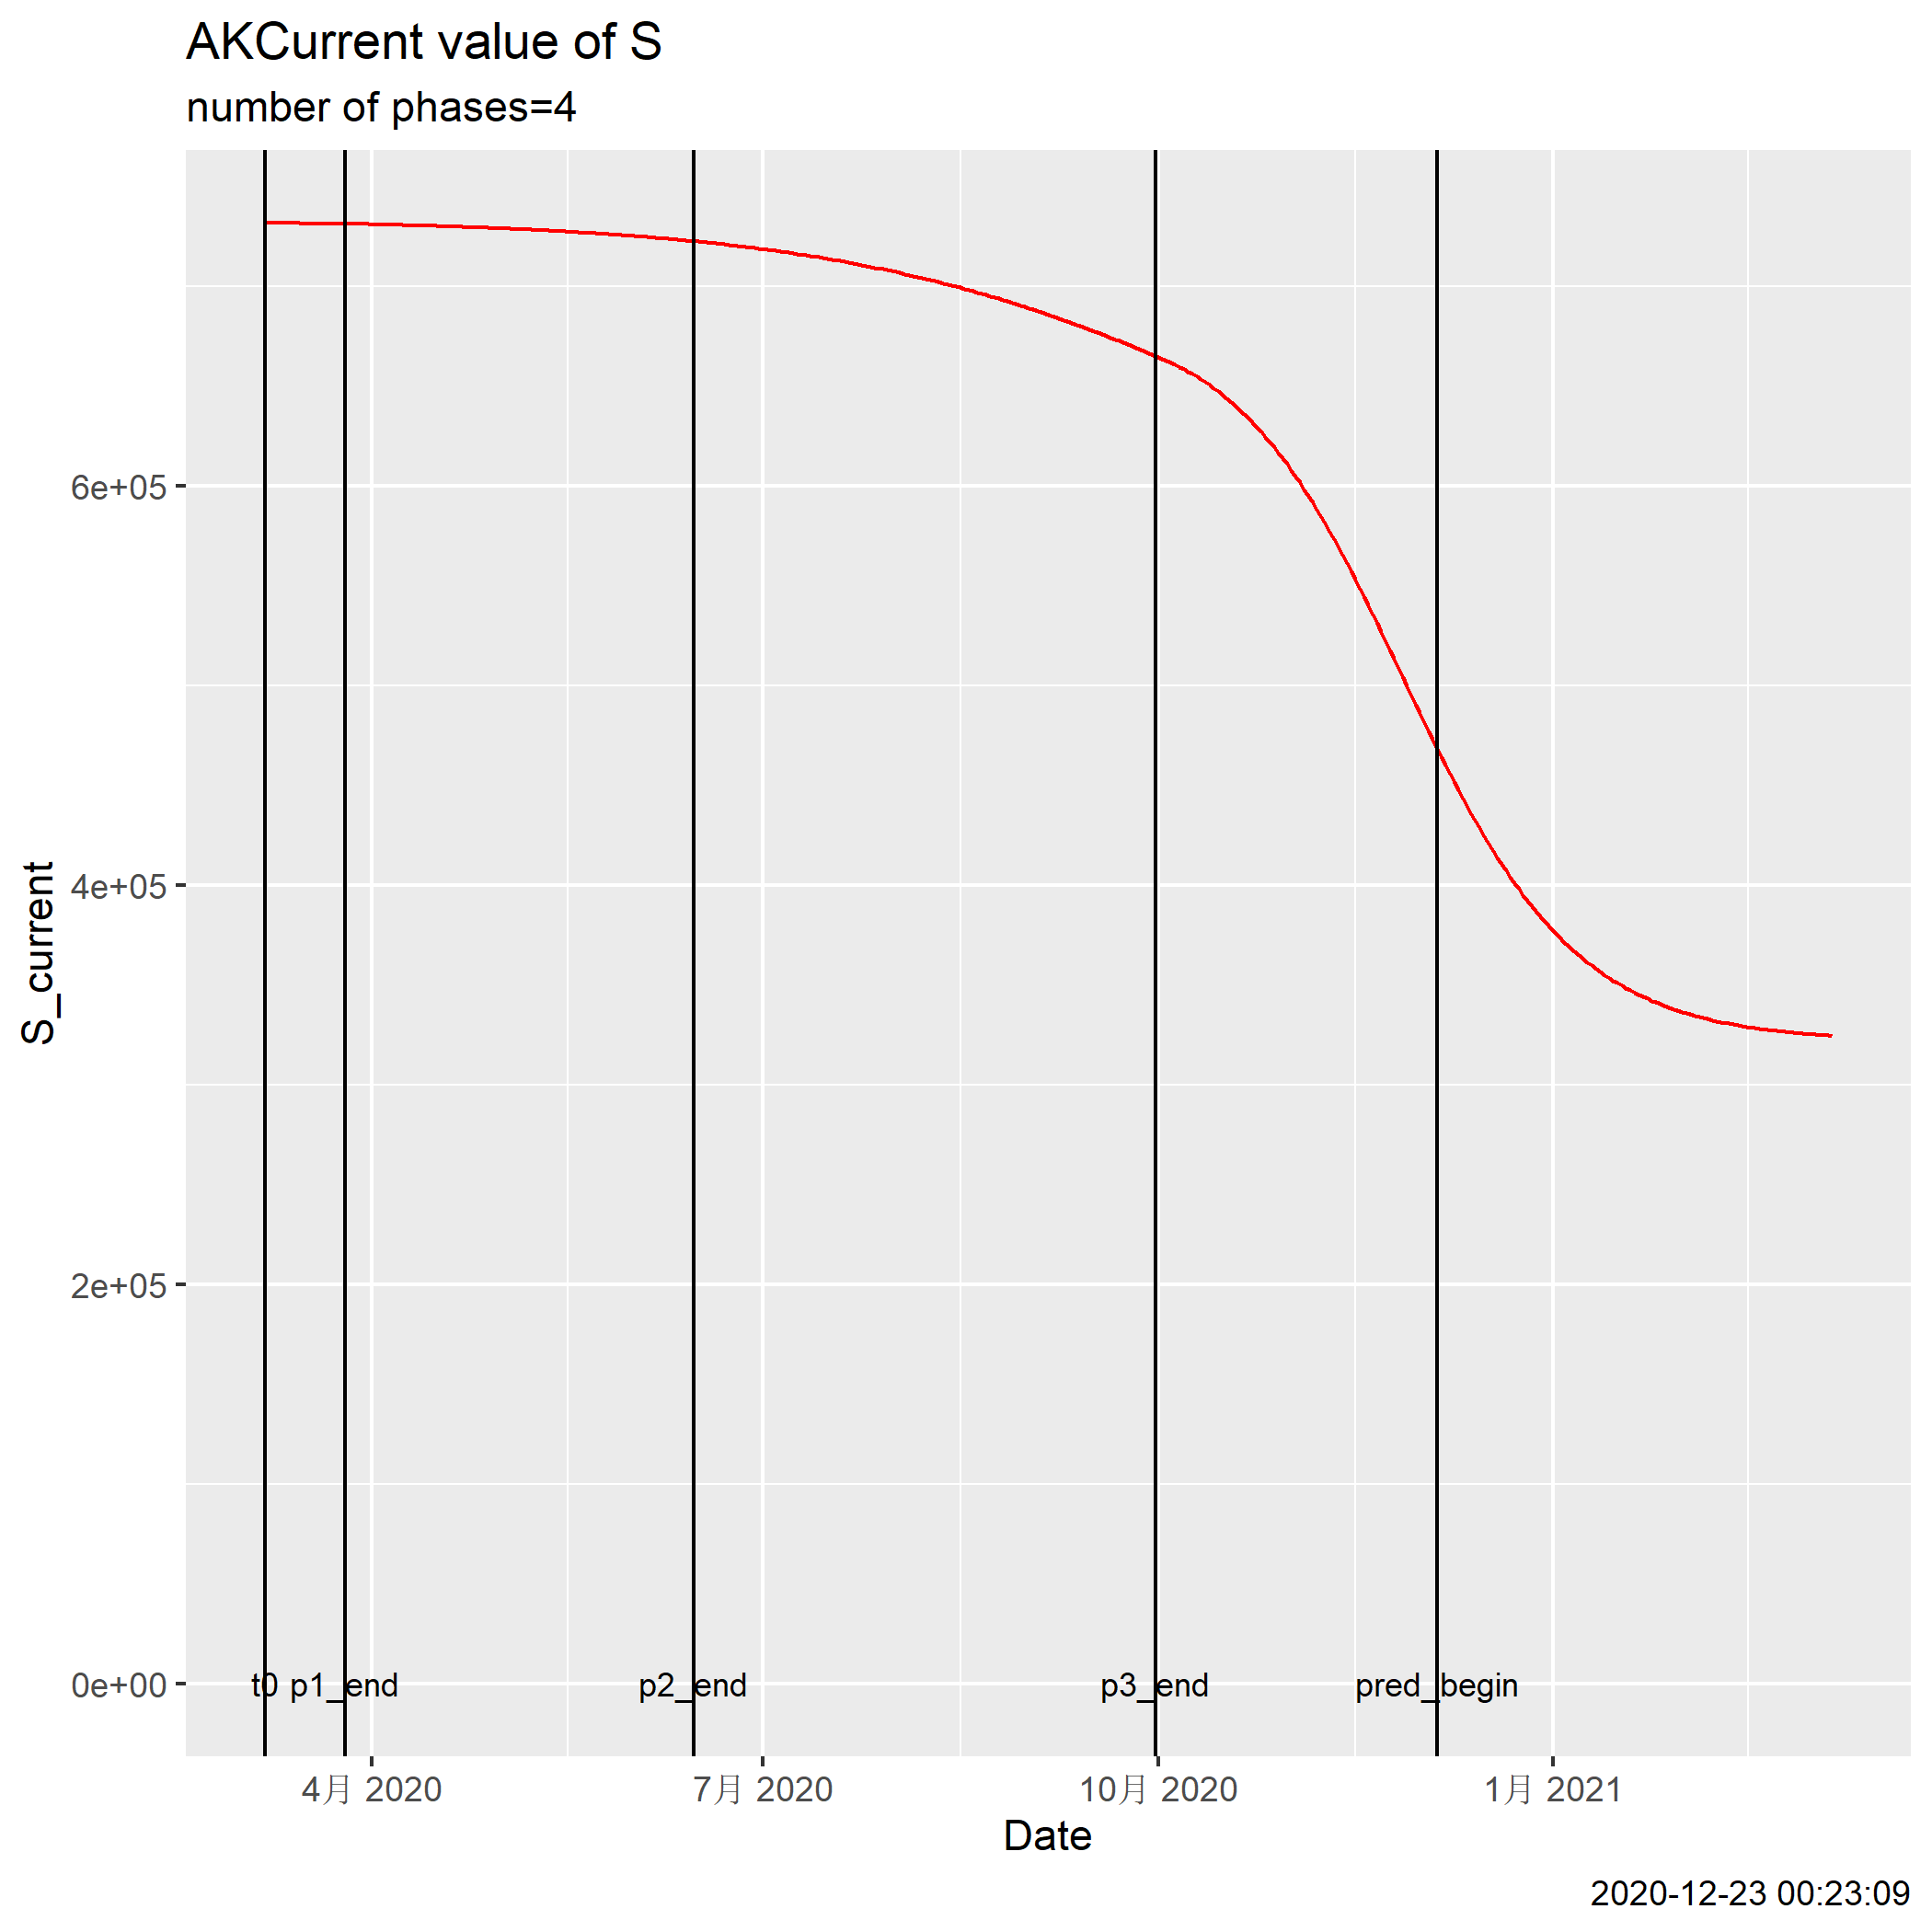 AKCurrent value of S
number of phases=4
S_current
6e+05
4e+05
2e+05
0e+00
t0 p1_end p2_end p3_end pred_begin
4月 2020 7月 2020 10月 2020 1月 2021
Date
2020-12-23 00:23:09